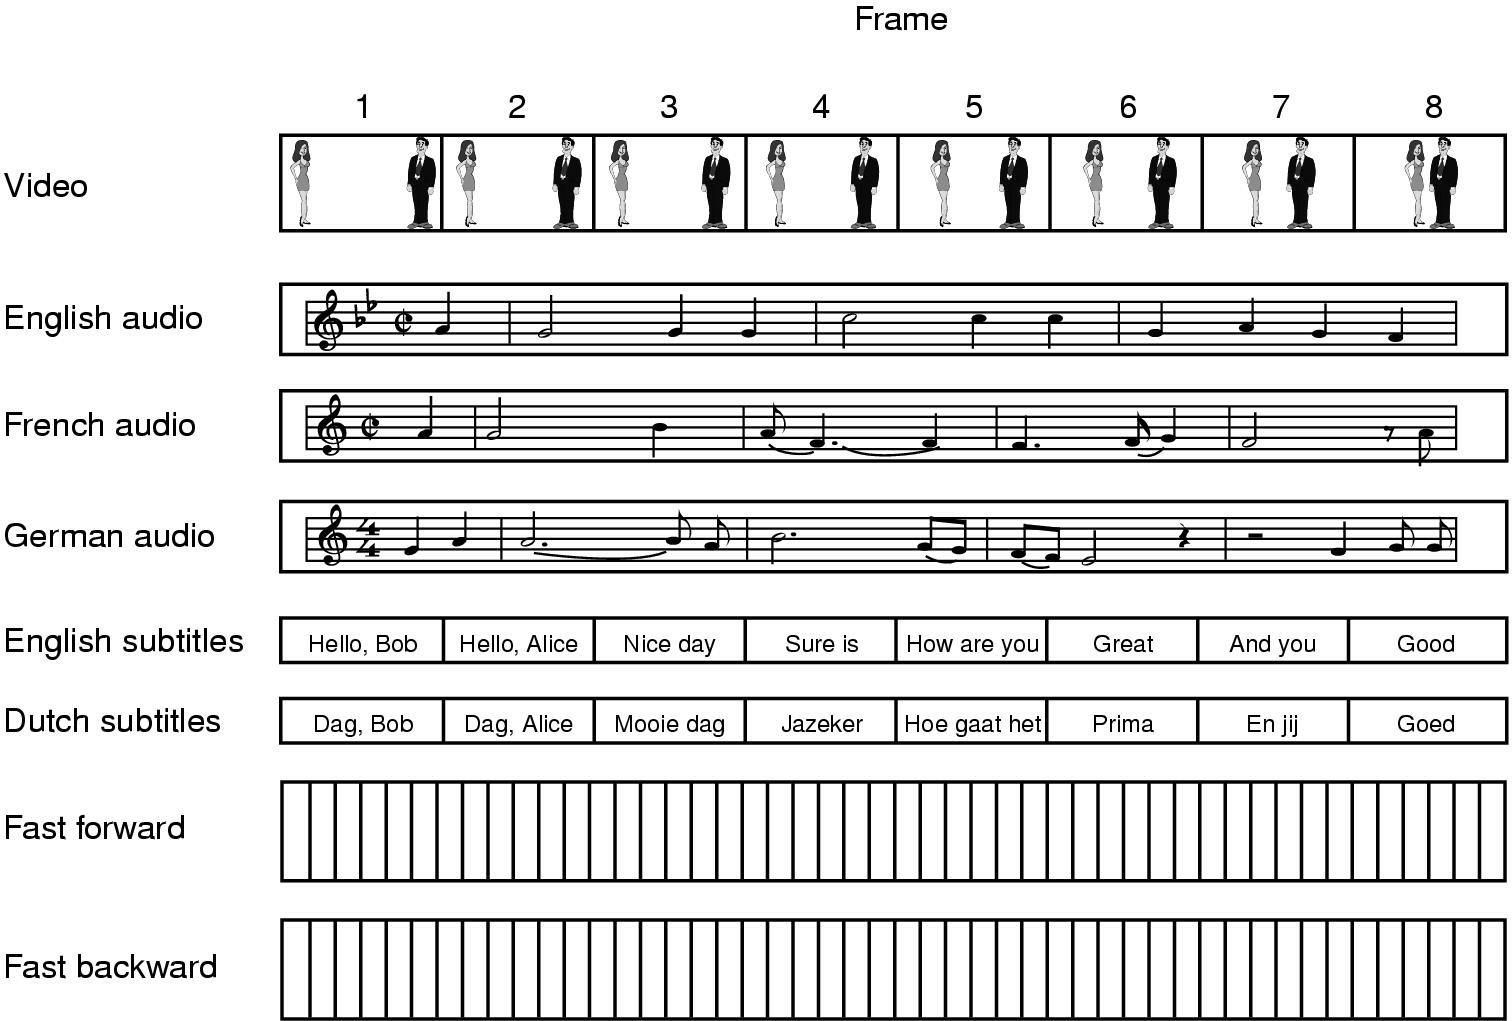 Frame
1 2 3 4 5 6 7 8
Video
English audio
French audio
German audio
4
4
English subtitles Hello, Bob Hello, Alice Nice day Sure is How are you Great And you Good
Dutch subtitles Dag, Bob Dag, Alice Mooie dag Jazeker Hoe gaat het Prima En jij Goed
Fast forward
Fast backward